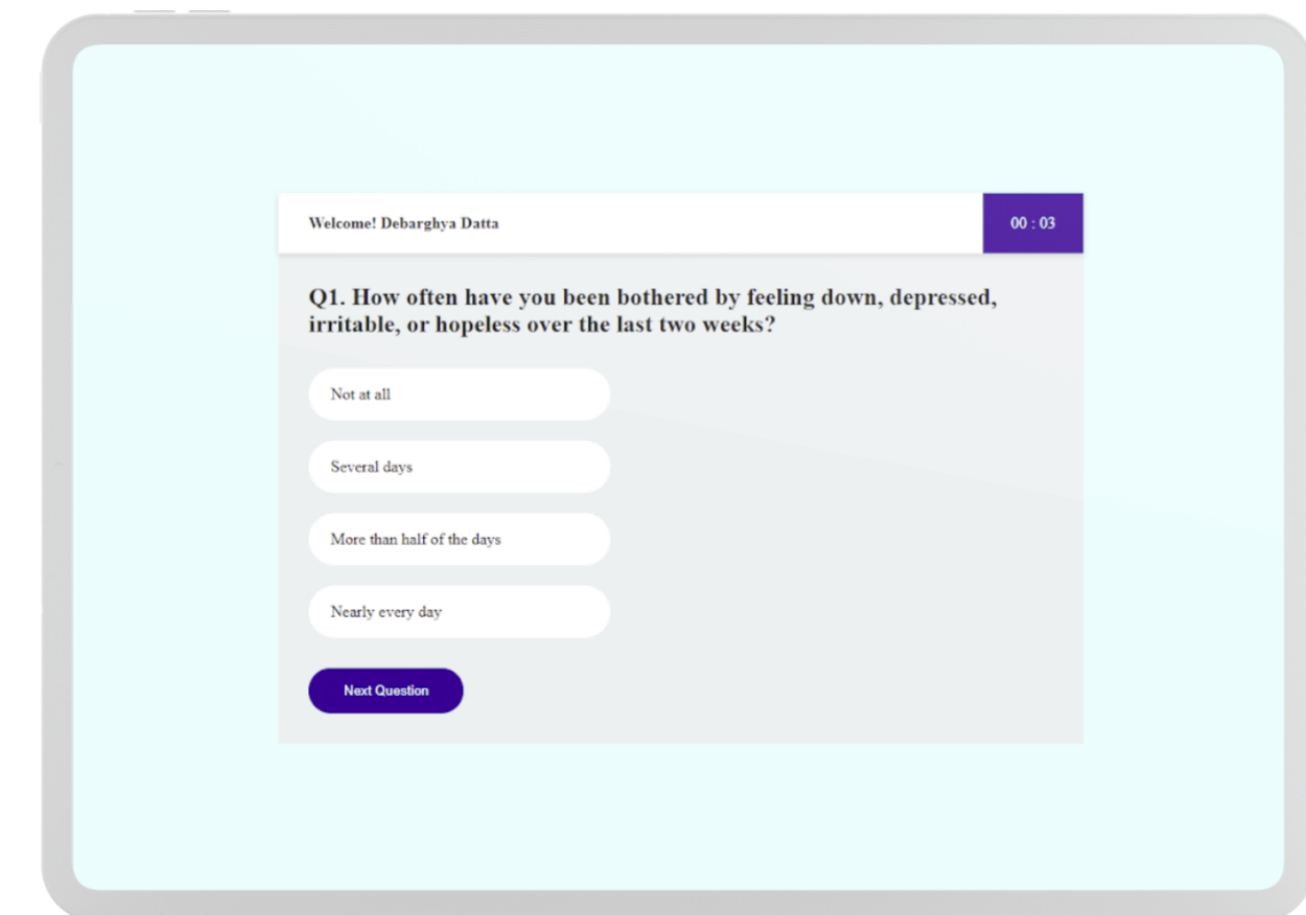 Welcome! Debarghya Datta
00 : 03
Q1. How often have you been bothered by feeling down, depressed,
irritable, or hopeless over the last two weeks?
Not at all
Several days
More than half of the days
Nearly every day
Next Question